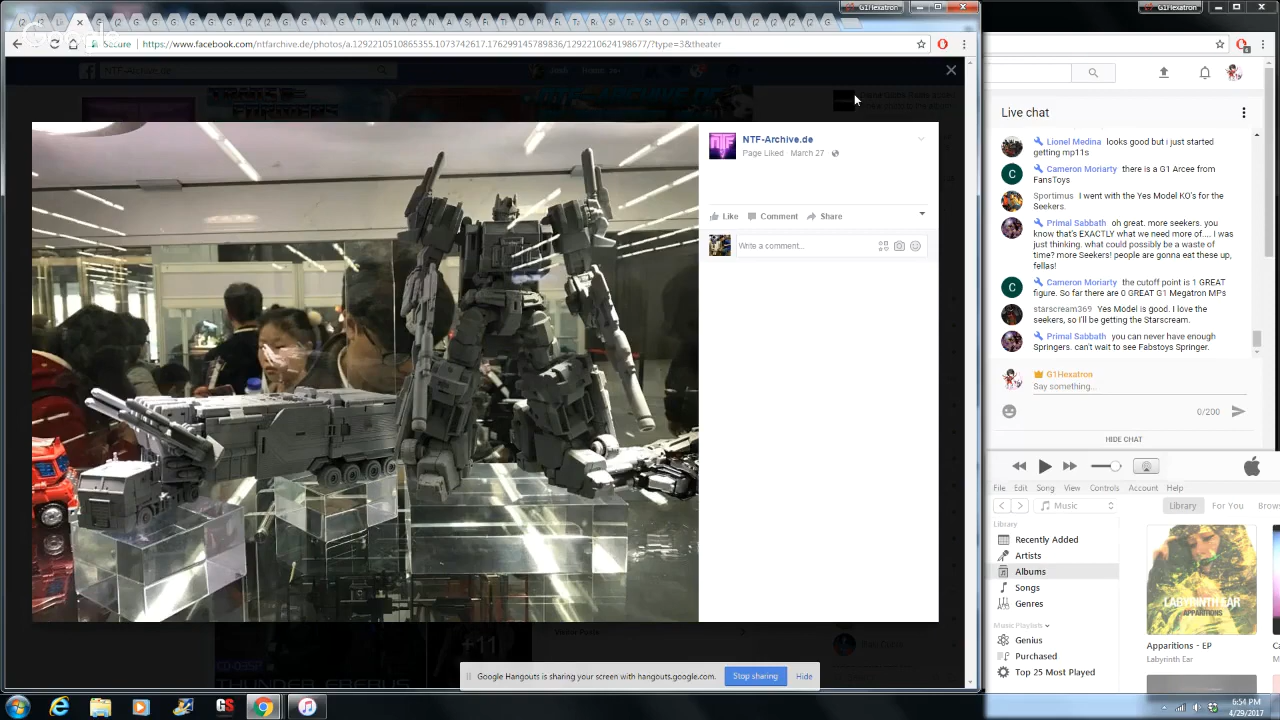 G1Hexatron
G1Hexatron
Google
Secure
https://www.facebook.com/ntfarchive.de/photos/a.1292210510865355.1073742617.176299145789836/1292210624198677/?type=3&theater
NTF-Archive.de
NTF-Archive.de
Page Liked March 27
Like Comment Share
Write a comment...
THUNDER EREBUS
Google Hangouts is sharing your screen with hangouts.google.com.
Stop sharing
Hide
Live chat
Lionel Medina looks good but i just started
getting mp11s
Cameron Moriarty there is a G1 Arcee from
FansToys
Sportimus I went with the Yes Model KO's for the
Seekers.
Primal Sabbath oh great. more seekers. you
know that's EXACTLY what we need more of.... I was
just thinking. what could possibly be a waste of
time? more Seekers! people are gonna eat these up,
fellas!
Cameron Moriarty the cutoff point is 1 GREAT
figure. So far there are 0 GREAT G1 Megatron MPs
starscream369 Yes Model is good. I love the
seekers, so I'll be getting the Starscream.
Primal Sabbath you can never have enough
Springers. can't wait to see Fabstoys Springer.
G1Hexatron
Say something...
0/200
HIDE CHAT
File Edit Song View Controls Account Help
Music
Library For You Brow
Library
Recently Added
Artists
Albums
Songs
Genres
Music Playlists
Genius
Purchased
Top 25 Most Played
LABYRINTH EAR
APPARITIONS
Apparitions - EP
Labyrinth Ear
Ca
6:54 PM
4/29/2017